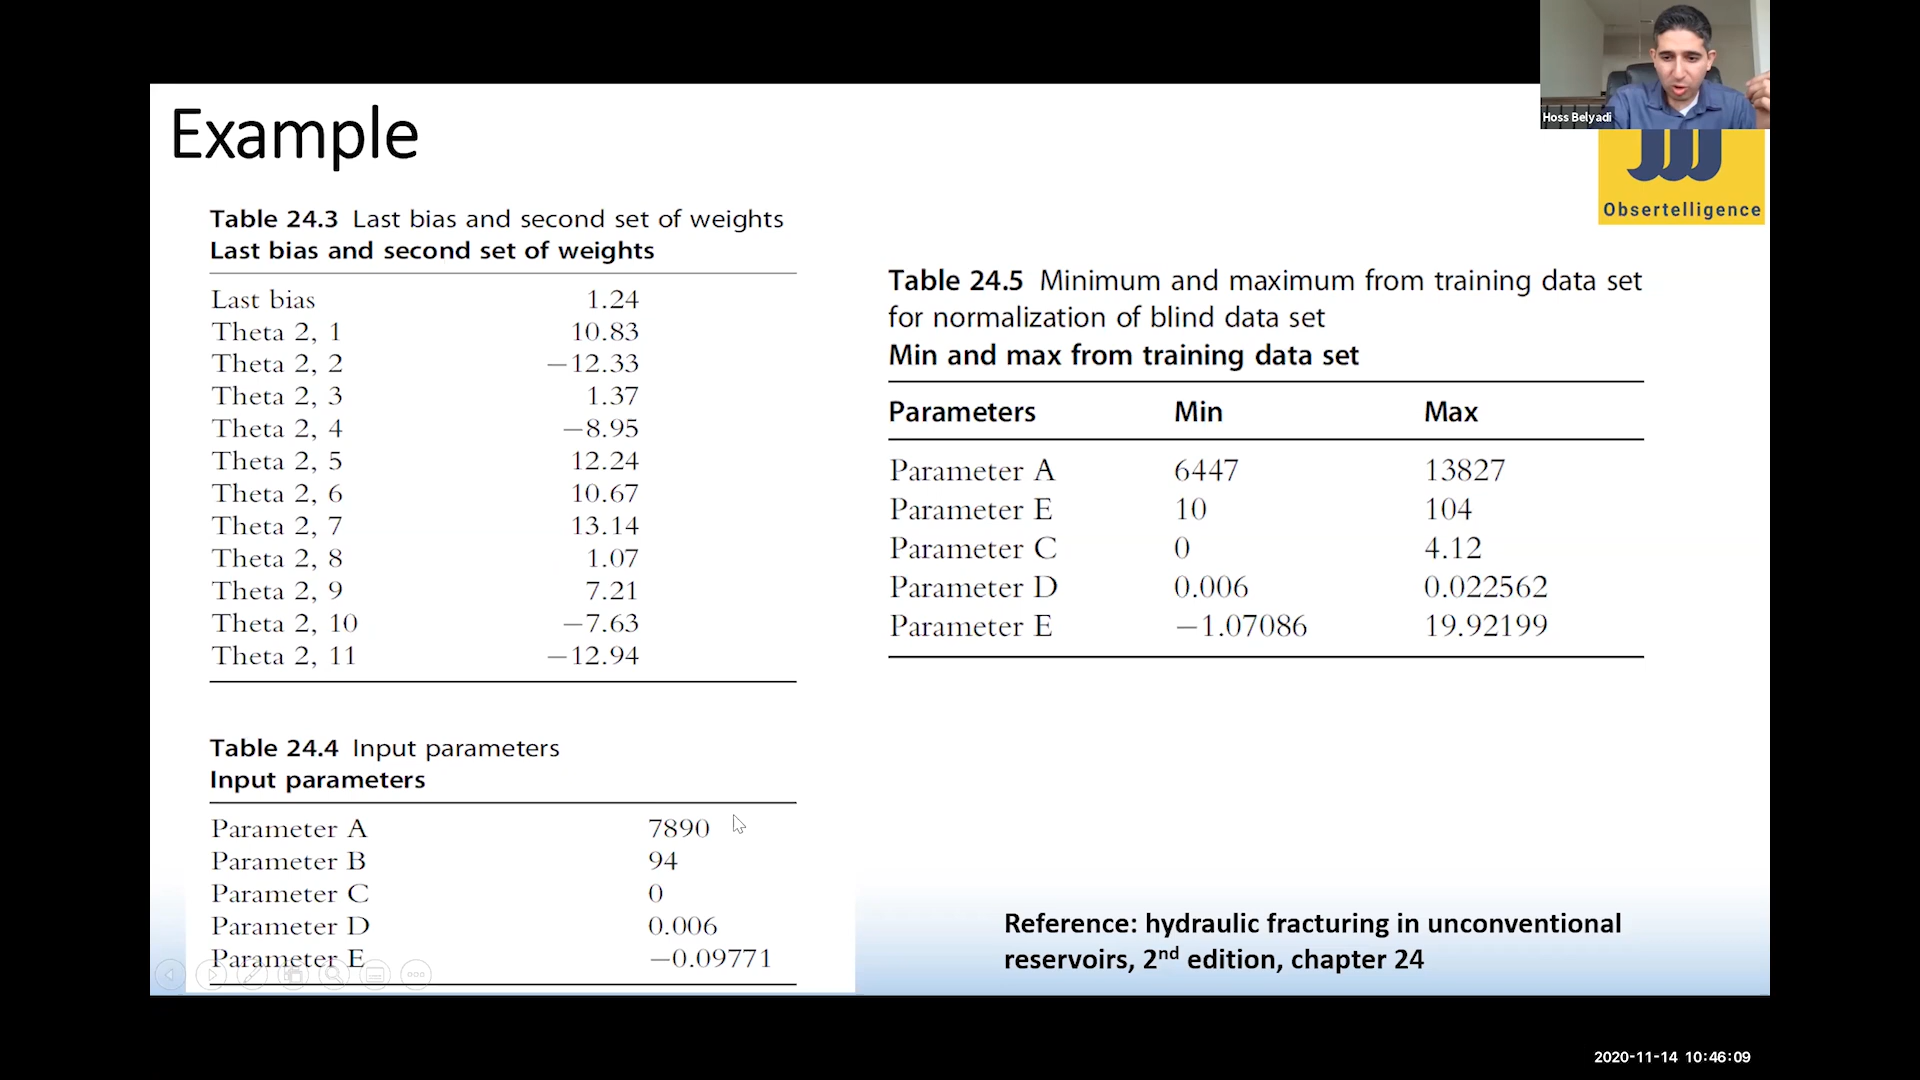 Hoss Belyadi
Example
Obsertelligence
Table 24.3 Last bias and second set of weights
Last bias and second set of weights
Last bias 1.24
Theta 2, 1 10.83
Theta 2, 2 −12.33
Theta 2, 3 1.37
Theta 2, 4 −8.95
Theta 2, 5 12.24
Theta 2, 6 10.67
Theta 2, 7 13.14
Theta 2, 8 1.07
Theta 2, 9 7.21
Theta 2, 10 −7.63
Theta 2, 11 −12.94
Table 24.4 Input parameters
Input parameters
Parameter A 7890
Parameter B 94
Parameter C 0
Parameter D 0.006
Parameter E −0.09771
Table 24.5 Minimum and maximum from training data set
for normalization of blind data set
Min and max from training data set
Parameters Min Max
Parameter A 6447 13827
Parameter E 10 104
Parameter C 0 4.12
Parameter D 0.006 0.022562
Parameter E −1.07086 19.92199
Reference: hydraulic fracturing in unconventional
reservoirs, 2nd edition, chapter 24
2020-11-14 10:46:09